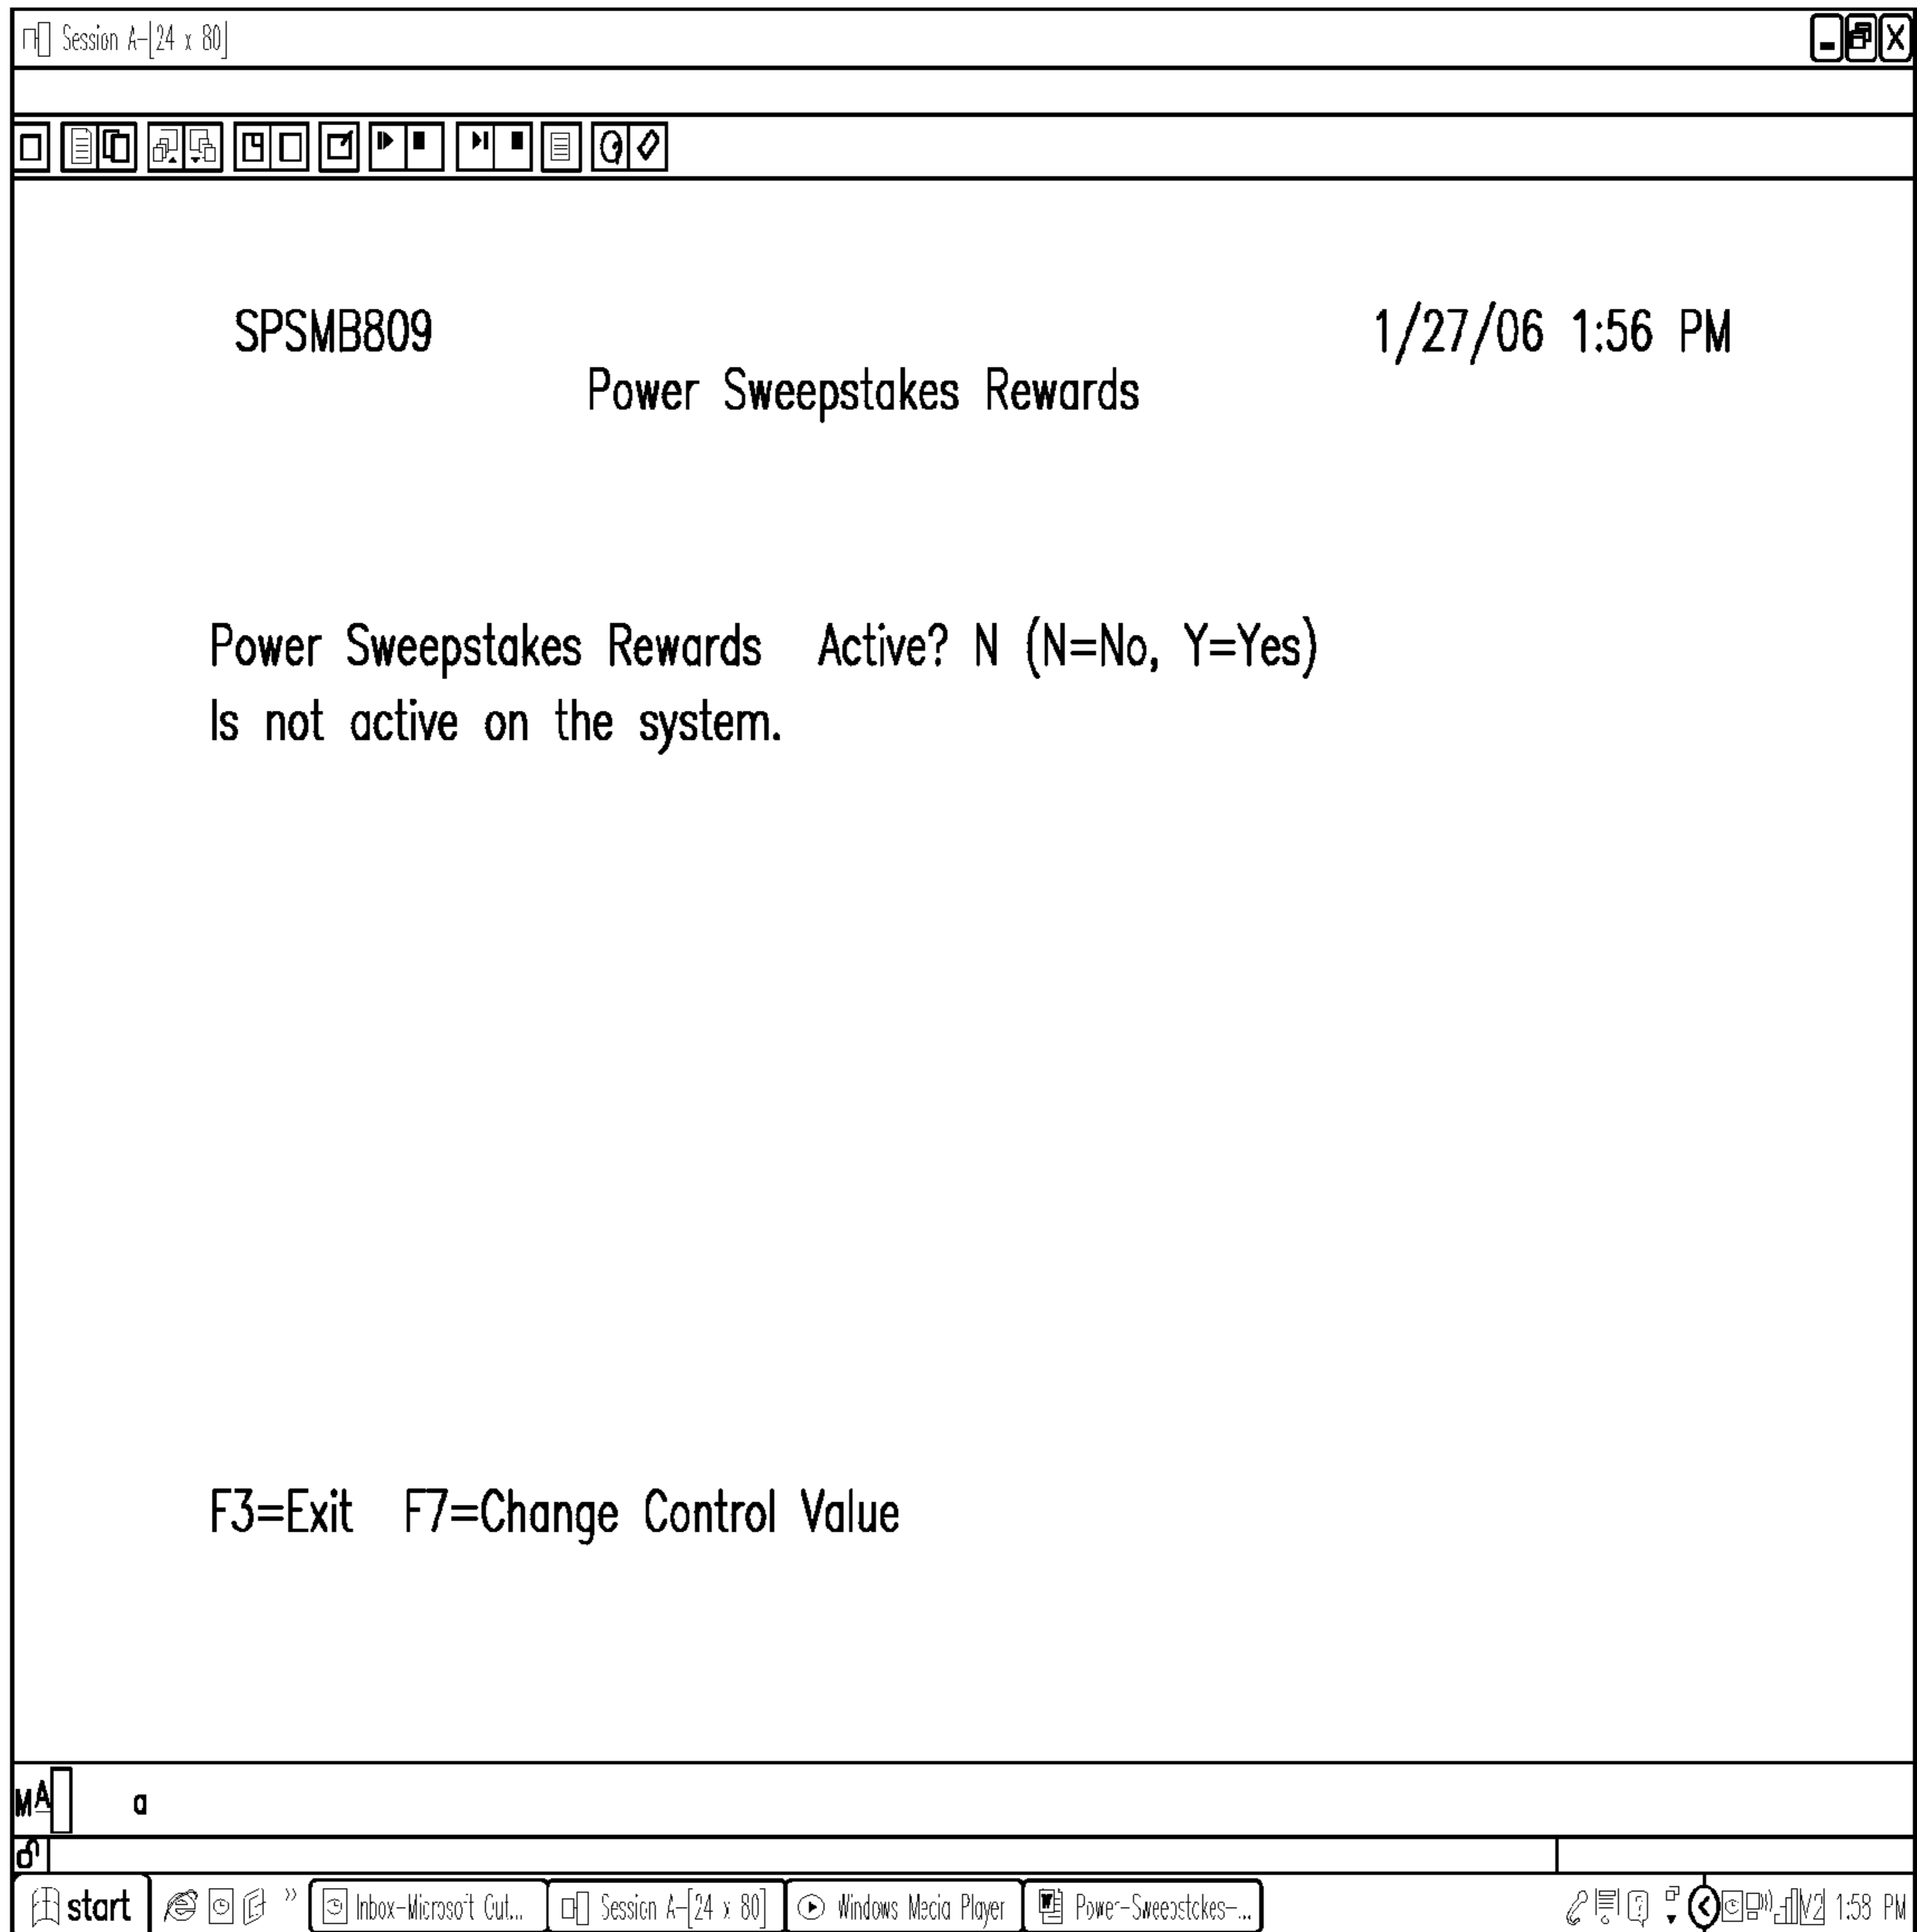 Session A-[24 x 80]
SPSMB809 1/27/06 1:56 PM
Power Sweepstakes Rewards
Power Sweepstakes Rewards Active? N (N=No, Y=Yes)
Is not active on the system.
F3=Exit F7=Change Control Value
MA a
start » Inbox-Microsoft Out... Session A-[24 x 80] Windows Media Player Power-Sweepstakes-... 1:58 PM